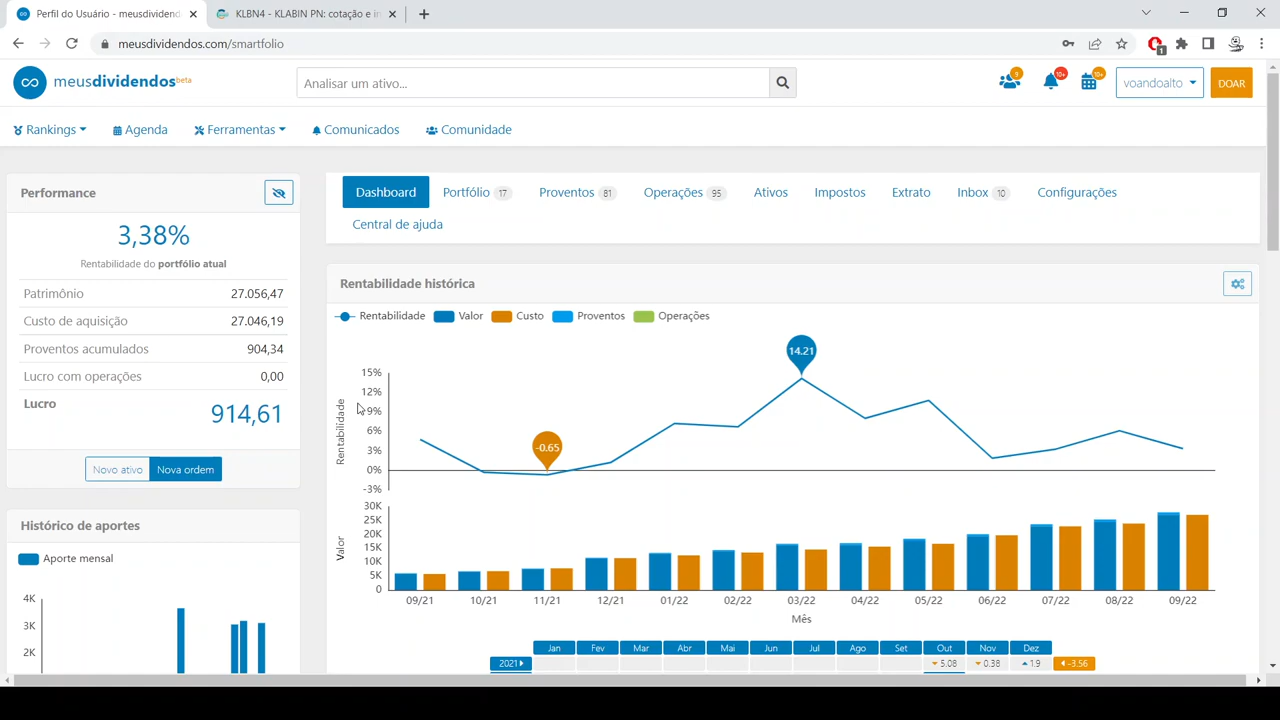 Perfil do Usuário - meusdividend
KLBN4 - KLABIN PN: cotação e in
meusdividendos.com/smartfolio
1
meusdividendos beta
Analisar um ativo...
9
10+
10+
voandoalto
DOAR
Rankings
Agenda
Ferramentas
Comunicados
Comunidade
Performance
3,38%
Rentabilidade do portfólio atual
Patrimônio 27.056,47
Custo de aquisição 27.046,19
Proventos acumulados 904,34
Lucro com operações 0,00
Lucro 914,61
Novo ativo Nova ordem
Histórico de aportes
Aporte mensal
4K
3K
2K
Dashboard Portfólio 17 Proventos 81 Operações 95 Ativos Impostos Extrato Inbox 10 Configurações
Central de ajuda
Rentabilidade histórica
Rentabilidade Valor Custo Proventos Operações
14.21
-0.65
Rentabilidade
15%
12%
9%
6%
3%
0%
-3%
Valor
30K
25K
20K
15K
10K
5K
0
09/21 10/21 11/21 12/21 01/22 02/22 03/22 04/22 05/22 06/22 07/22 08/22 09/22
Mês
Jan Fev Mar Abr Mai Jun Jul Ago Set Out Nov Dez
2021 5.08 0.38 1.9 -3.56